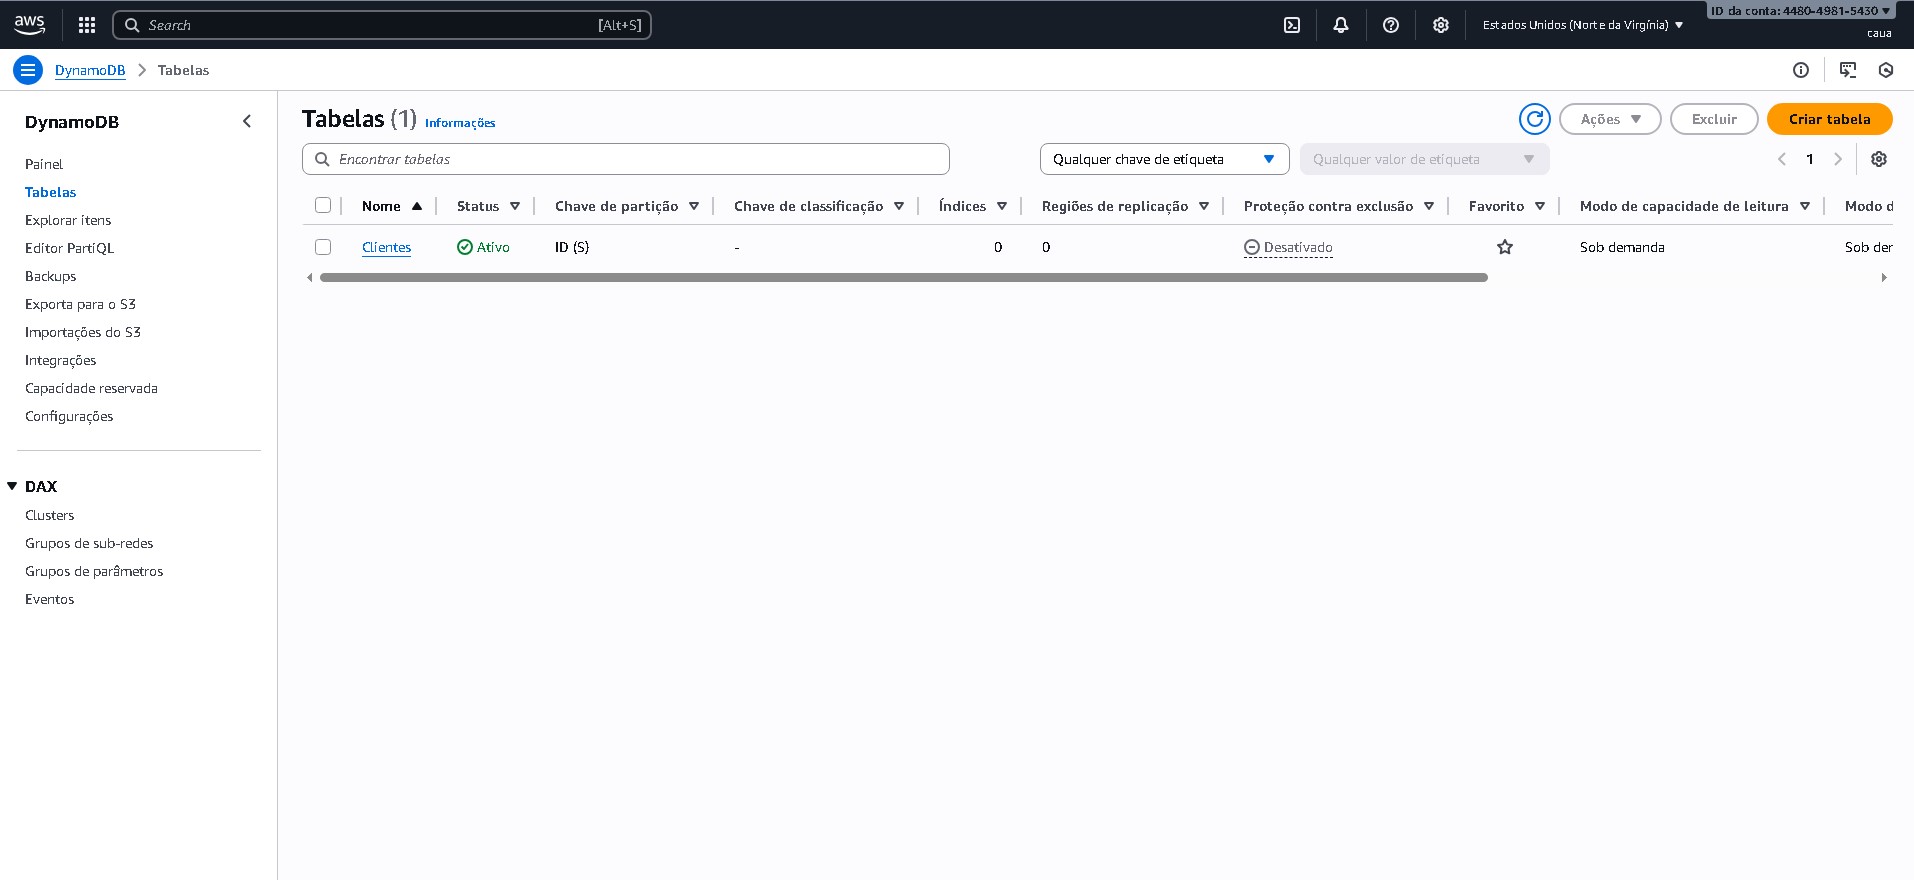 aws
Search [Alt+S]
Estados Unidos (Norte da Virgínia)
ID da conta: 4480-4981-5430
caua
DynamoDB
Tabelas
DynamoDB
Painel
Tabelas
Explorar itens
Editor PartiQL
Backups
Exporta para o S3
Importações do S3
Integrações
Capacidade reservada
Configurações
DAX
Clusters
Grupos de sub-redes
Grupos de parâmetros
Eventos
Tabelas (1) Informações
Ações
Excluir
Criar tabela
Encontrar tabelas
Qualquer chave de etiqueta
Qualquer valor de etiqueta
1
Nome Status Chave de partição Chave de classificação Índices Regiões de replicação Proteção contra exclusão Favorito Modo de capacidade de leitura Modo d
Clientes Ativo ID (S) - 0 0 Desativado Sob demanda Sob der